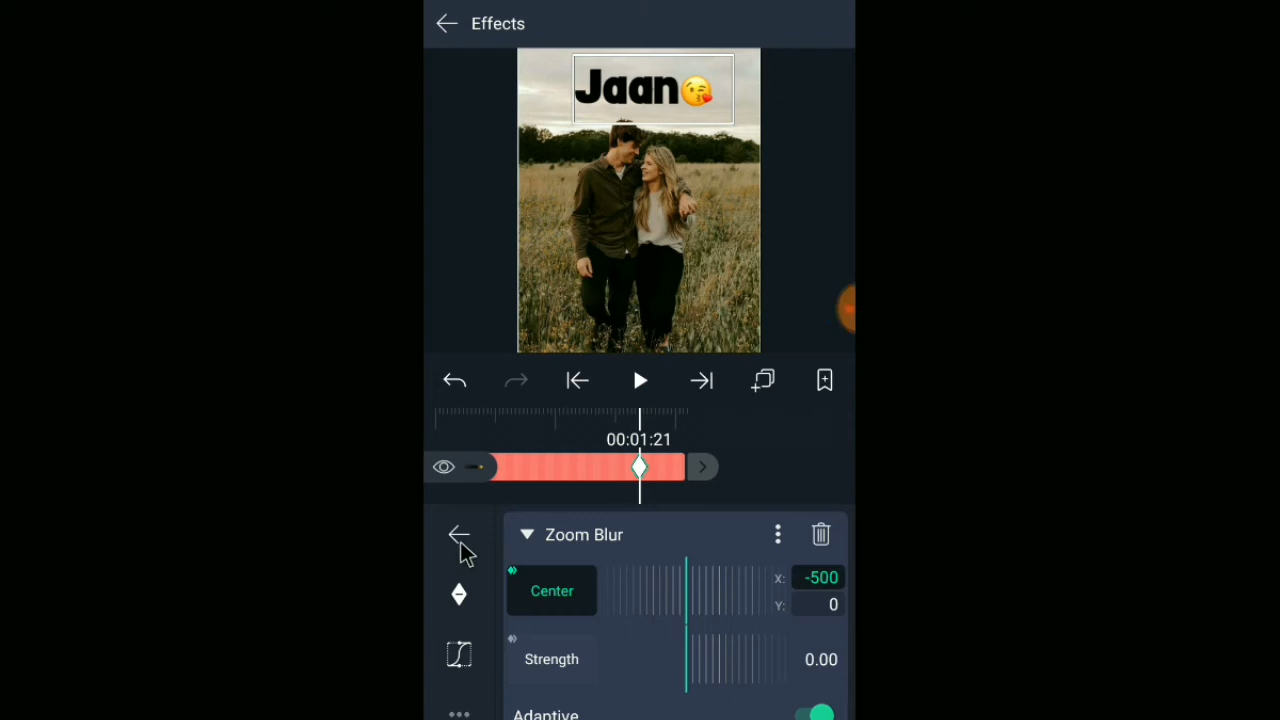 Effects
Jaan😘
00:01:21
Zoom Blur
Center
X: -500
Y: 0
Strength
0.00
Adaptive